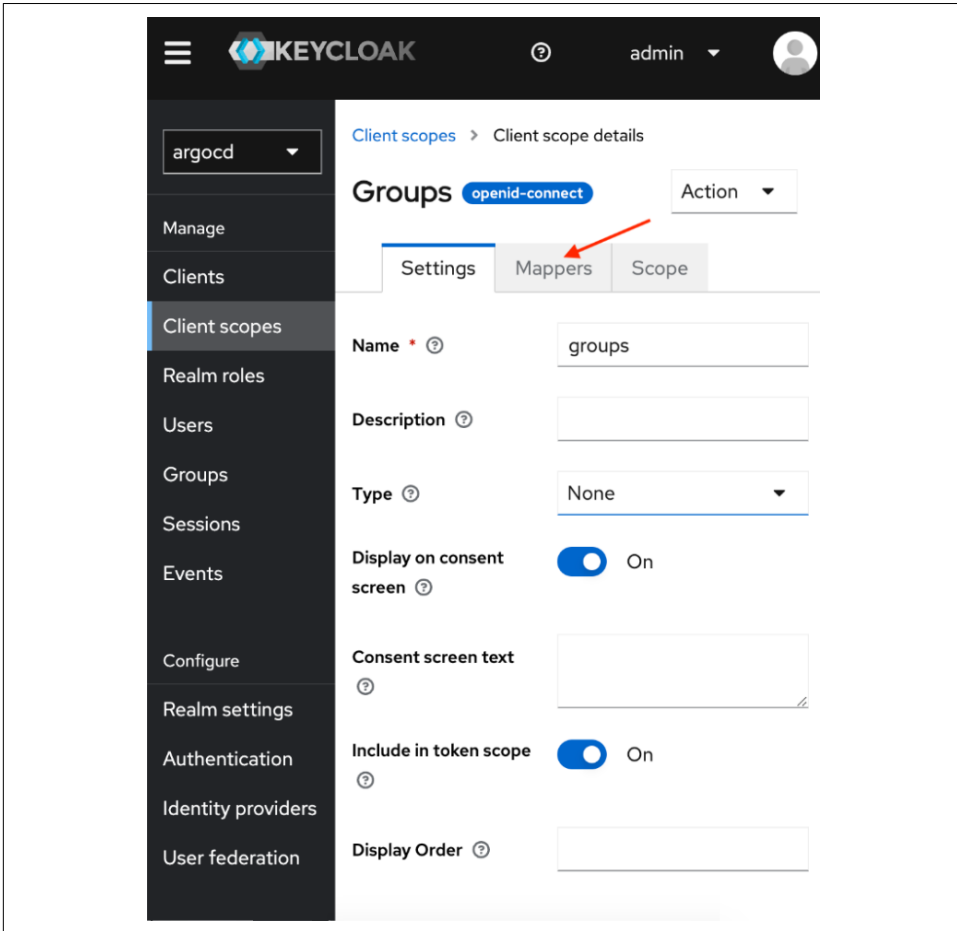 KEYCLOAK
admin
argocd
Manage
Clients
Client scopes
Realm roles
Users
Groups
Sessions
Events
Configure
Realm settings
Authentication
Identity providers
User federation
Client scopes > Client scope details
Groups openid-connect
Action
Settings Mappers Scope
Name * groups
Description
Type None
Display on consent
screen
On
Consent screen text
Include in token scope
On
Display Order